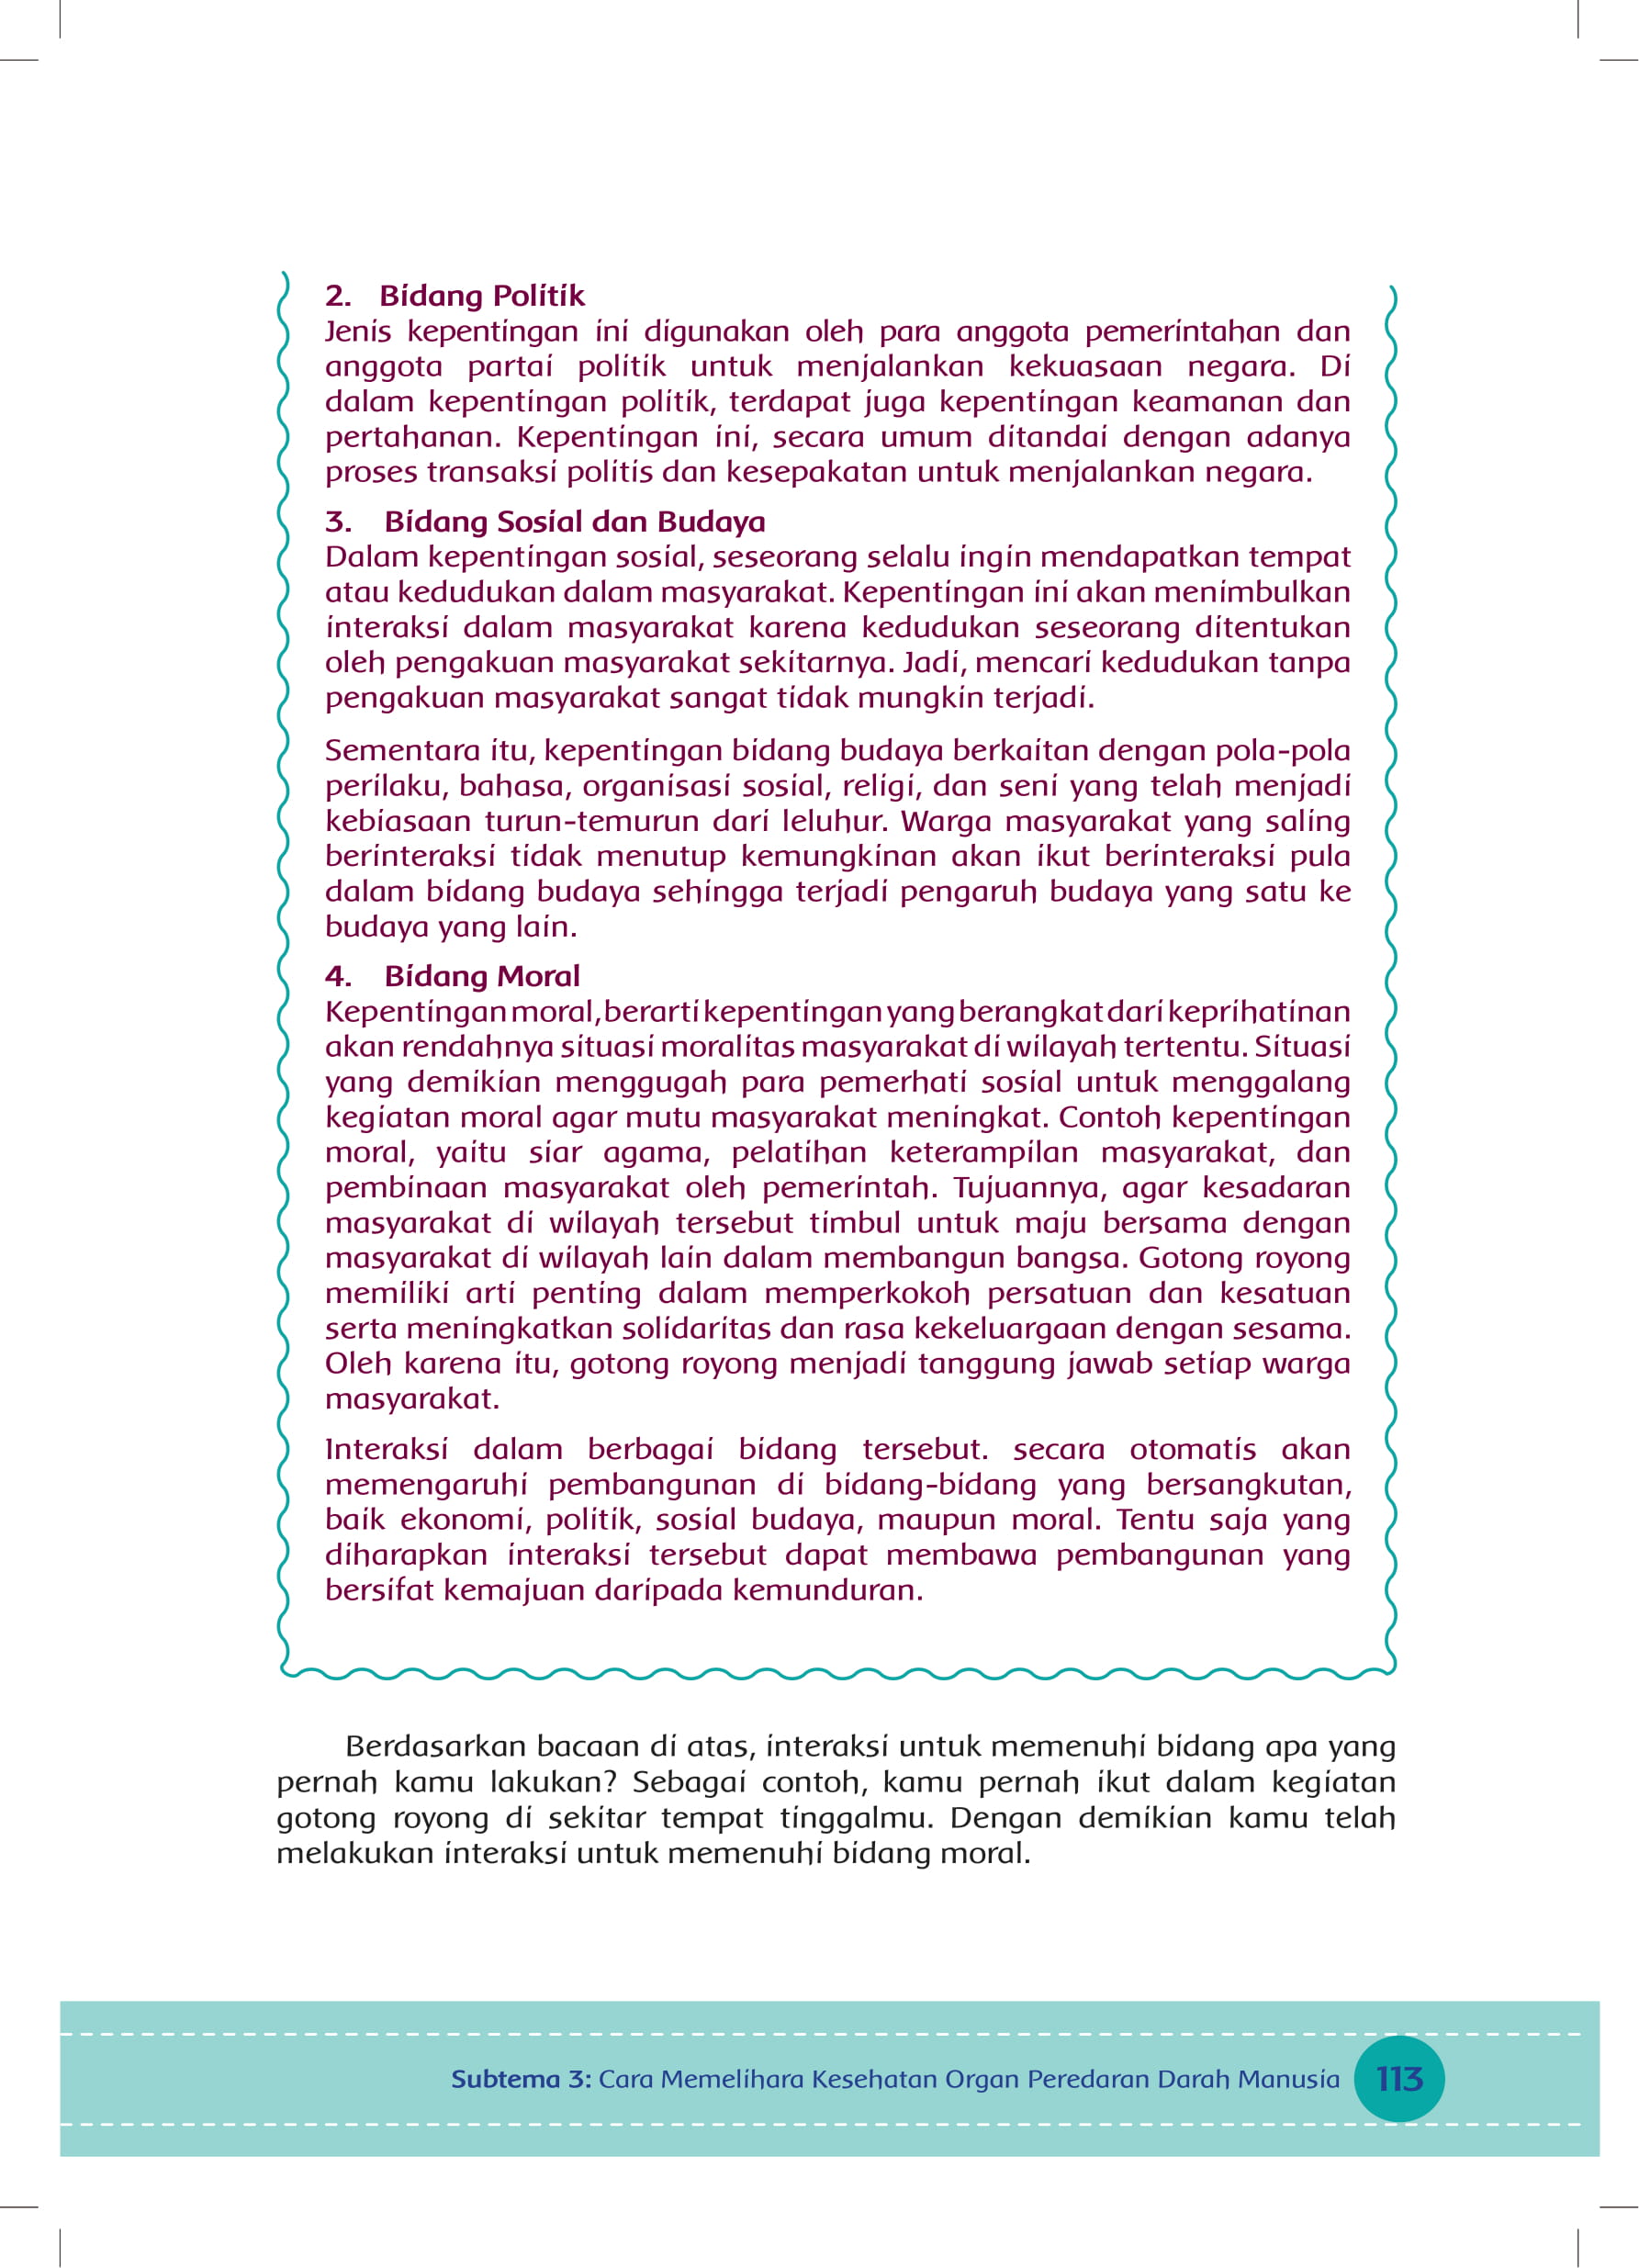 2. Bidang Politik
Jenis kepentingan ini digunakan oleh para anggota pemerintahan dan
anggota partai politik untuk menjalankan kekuasaan negara. Di
dalam kepentingan politik, terdapat juga kepentingan keamanan dan
pertahanan. Kepentingan ini, secara umum ditandai dengan adanya
proses transaksi politis dan kesepakatan untuk menjalankan negara.
3. Bidang Sosial dan Budaya
Dalam kepentingan sosial, seseorang selalu ingin mendapatkan tempat
atau kedudukan dalam masyarakat. Kepentingan ini akan menimbulkan
interaksi dalam masyarakat karena kedudukan seseorang ditentukan
oleh pengakuan masyarakat sekitarnya. Jadi, mencari kedudukan tanpa
pengakuan masyarakat sangat tidak mungkin terjadi.
Sementara itu, kepentingan bidang budaya berkaitan dengan pola-pola
perilaku, bahasa, organisasi sosial, religi, dan seni yang telah menjadi
kebiasaan turun-temurun dari leluhur. Warga masyarakat yang saling
berinteraksi tidak menutup kemungkinan akan ikut berinteraksi pula
dalam bidang budaya sehingga terjadi pengaruh budaya yang satu ke
budaya yang lain.
4. Bidang Moral
Kepentingan moral, berarti kepentingan yang berangkat dari keprihatinan
akan rendahnya situasi moralitas masyarakat di wilayah tertentu. Situasi
yang demikian menggugah para pemerhati sosial untuk menggalang
kegiatan moral agar mutu masyarakat meningkat. Contoh kepentingan
moral, yaitu siar agama, pelatihan keterampilan masyarakat, dan
pembinaan masyarakat oleh pemerintah. Tujuannya, agar kesadaran
masyarakat di wilayah tersebut timbul untuk maju bersama dengan
masyarakat di wilayah lain dalam membangun bangsa. Gotong royong
memiliki arti penting dalam memperkokoh persatuan dan kesatuan
serta meningkatkan solidaritas dan rasa kekeluargaan dengan sesama.
Oleh karena itu, gotong royong menjadi tanggung jawab setiap warga
masyarakat.
Interaksi dalam berbagai bidang tersebut. secara otomatis akan
memengaruhi pembangunan di bidang-bidang yang bersangkutan,
baik ekonomi, politik, sosial budaya, maupun moral. Tentu saja yang
diharapkan interaksi tersebut dapat membawa pembangunan yang
bersifat kemajuan daripada kemunduran.
Berdasarkan bacaan di atas, interaksi untuk memenuhi bidang apa yang
pernah kamu lakukan? Sebagai contoh, kamu pernah ikut dalam kegiatan
gotong royong di sekitar tempat tinggalmu. Dengan demikian kamu telah
melakukan interaksi untuk memenuhi bidang moral.
Subtema 3: Cara Memelihara Kesehatan Organ Peredaran Darah Manusia 113